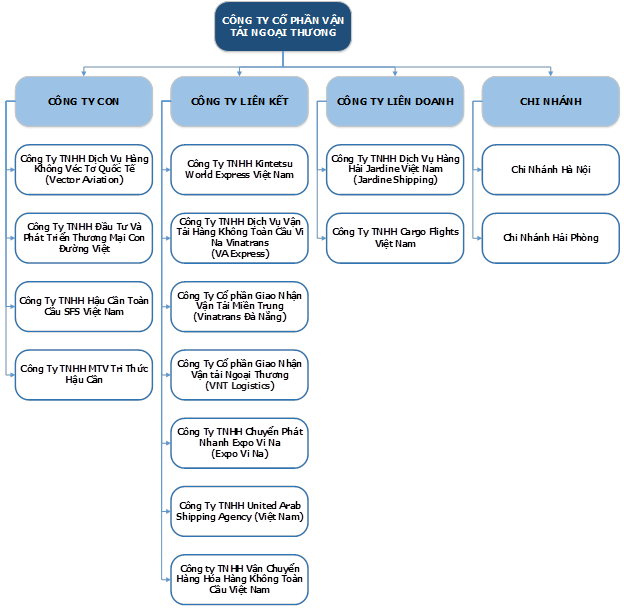 CÔNG TY CỔ PHẦN VẬN
TẢI NGOẠI THƯƠNG
CÔNG TY CON
Công Ty TNHH Dịch Vụ Hàng
Không Véc Tơ Quốc Tế
(Vector Aviation)
Công Ty TNHH Đầu Tư Và
Phát Triển Thương Mại Con
Đường Việt
Công Ty TNHH Hậu Cần Toàn
Cầu SFS Việt Nam
Công Ty TNHH MTV Tri Thức
Hậu Cần
CÔNG TY LIÊN KẾT
Công Ty TNHH Kintetsu
World Express Việt Nam
Công Ty TNHH Dịch Vụ Vận
Tải Hàng Không Toàn Cầu Vi
Na Vinatrans
(VA Express)
Công Ty Cổ phần Giao Nhận
Vận Tải Miền Trung
(Vinatrans Đà Nẵng)
Công Ty Cổ phần Giao Nhận
Vận tải Ngoại Thương
(VNT Logistics)
Công Ty TNHH Chuyển Phát
Nhanh Expo Vi Na
(Expo Vi Na)
Công Ty TNHH United Arab
Shipping Agency (Việt Nam)
Công ty TNHH Vận Chuyển
Hàng Hóa Hàng Không Toàn
Cầu Việt Nam
CÔNG TY LIÊN DOANH
Công Ty TNHH Dịch Vụ Hàng
Hải Jardine Việt Nam
(Jardine Shipping)
Công Ty TNHH Cargo Flights
Việt Nam
CHI NHÁNH
Chi Nhánh Hà Nội
Chi Nhánh Hải Phòng